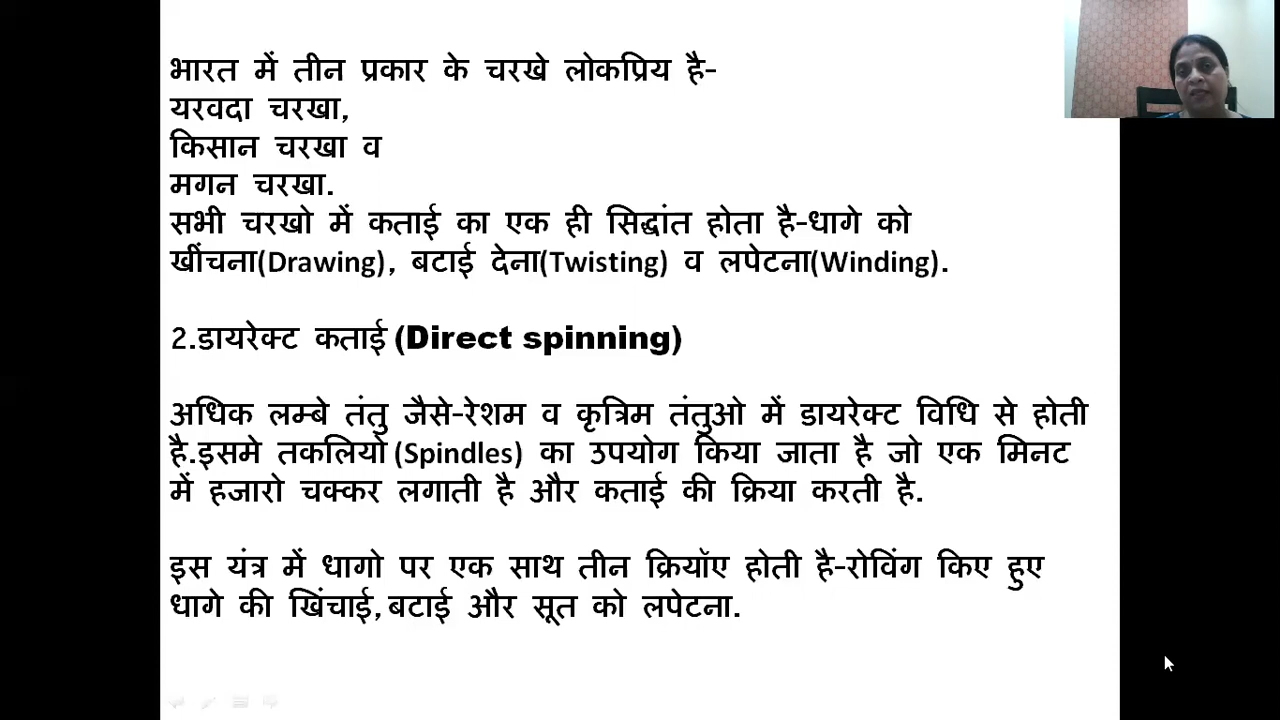 भारत में तीन प्रकार के चरखे लोकप्रिय है-
यरवदा चरखा,
किसान चरखा व
मगन चरखा.
सभी चरखो में कताई का एक ही सिद्धांत होता है-धागे को
खींचना(Drawing), बटाई देना(Twisting) व लपेटना(Winding).
2.डायरेक्ट कताई (Direct spinning)
अधिक लम्बे तंतु जैसे-रेशम व कृत्रिम तंतुओ में डायरेक्ट विधि से होती
है.इसमे तकलियो (Spindles) का उपयोग किया जाता है जो एक मिनट
में हजारो चक्कर लगाती है और कताई की क्रिया करती है.
इस यंत्र में धागो पर एक साथ तीन क्रियॉए होती है-रोविंग किए हुए
धागे की खिंचाई,बटाई और सूत को लपेटना.